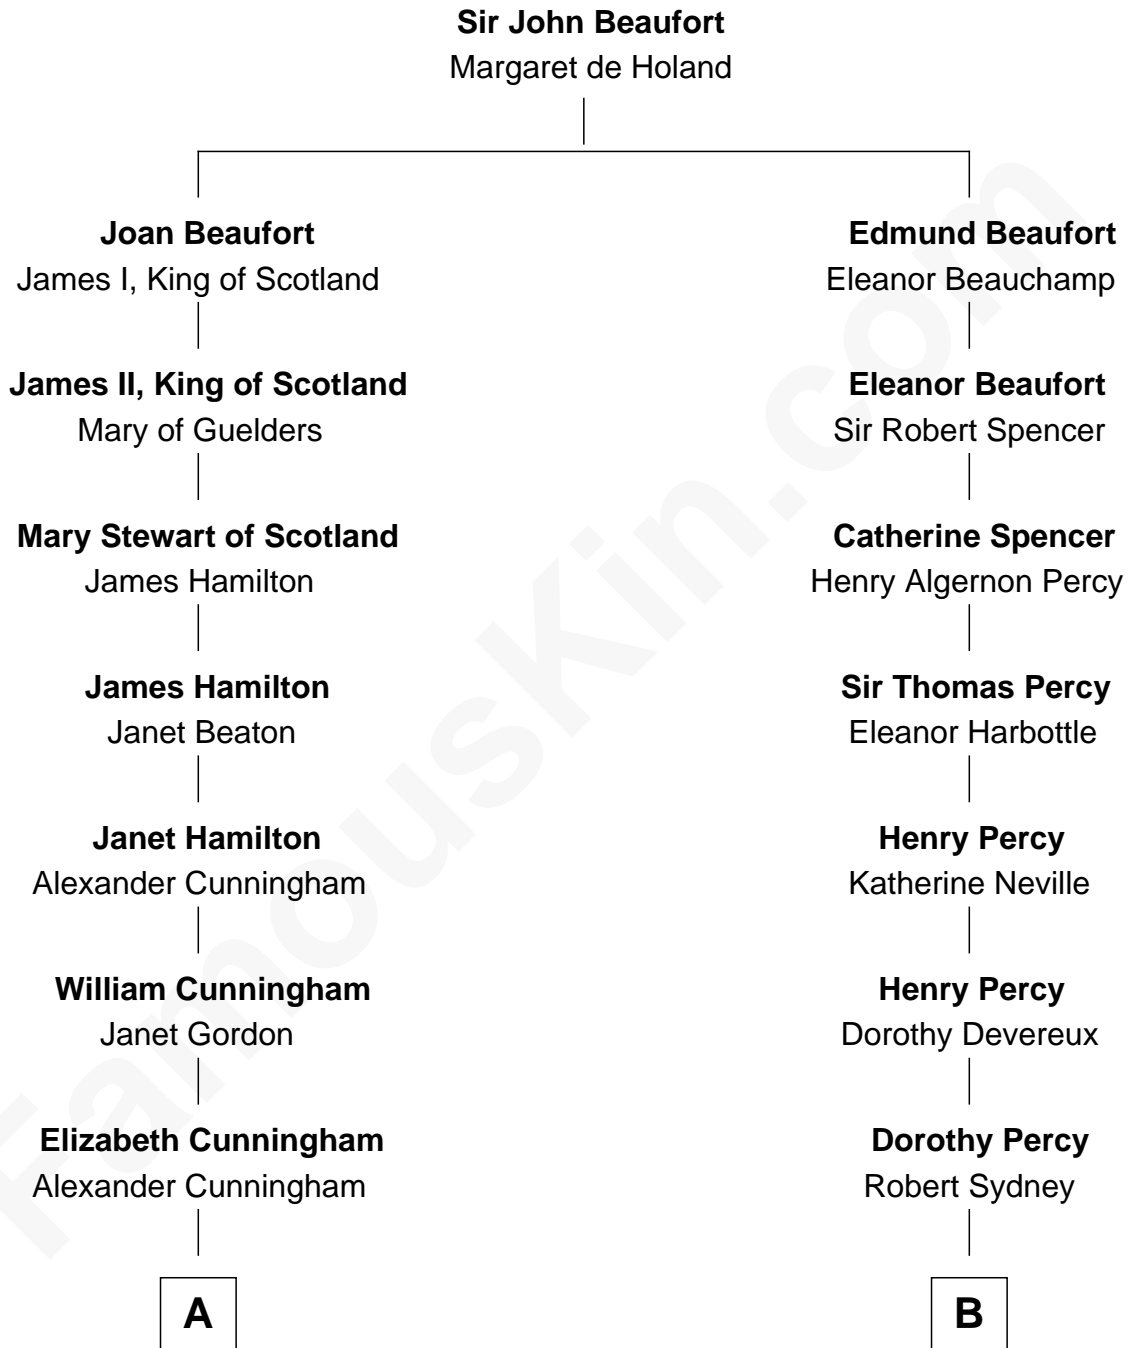 Sir John Beaufort
Margaret de Holand
Joan Beaufort
James I, King of Scotland
James II, King of Scotland
Mary of Guelders
Mary Stewart of Scotland
James Hamilton
James Hamilton
Janet Beaton
Janet Hamilton
Alexander Cunningham
William Cunningham
Janet Gordon
Elizabeth Cunningham
Alexander Cunningham
A
Edmund Beaufort
Eleanor Beauchamp
Eleanor Beaufort
Sir Robert Spencer
Catherine Spencer
Henry Algernon Percy
Sir Thomas Percy
Eleanor Harbottle
Henry Percy
Katherine Neville
Henry Percy
Dorothy Devereux
Dorothy Percy
Robert Sydney
B
FamousKin.com